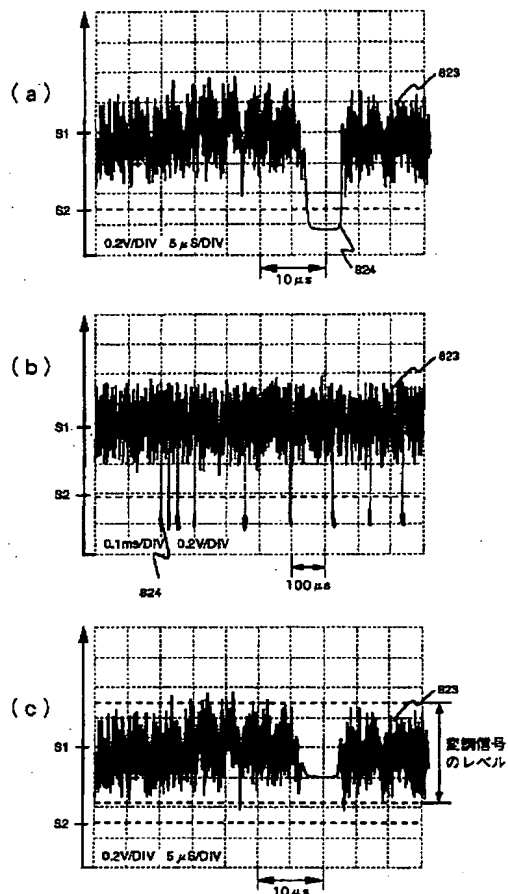 (a)
823
S1
S2
0.2V/DIV 5μS/DIV
10μs
824
(b)
823
S1
S2
0.1ms/DIV 0.2V/DIV
824
100μs
(c)
823
S1
変調信号
のレベル
S2
0.2V/DIV 5μS/DIV
10μs